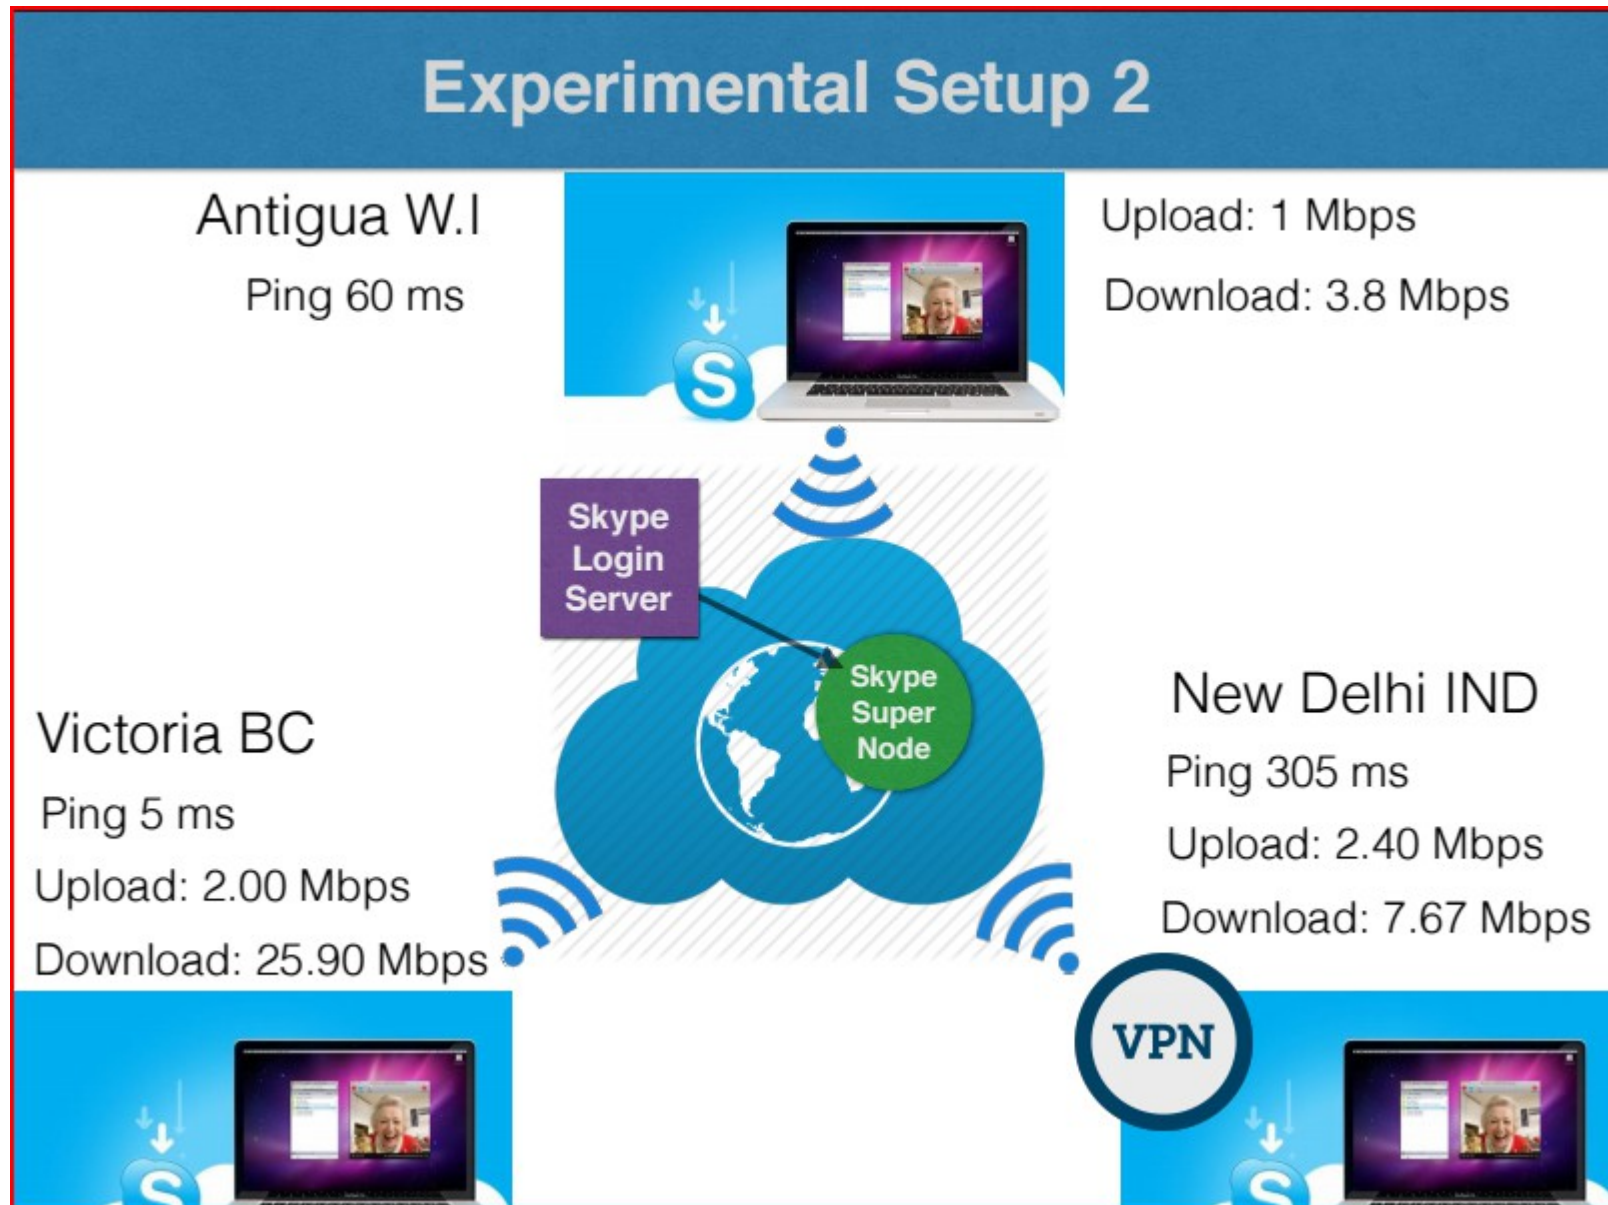 Experimental Setup 2
Antigua W.I
Ping 60 ms
Upload: 1 Mbps
Download: 3.8 Mbps
S
Skype
Login
Server
Skype
Super
Node
Victoria BC
Ping 5 ms
Upload: 2.00 Mbps
Download: 25.90 Mbps
New Delhi IND
Ping 305 ms
Upload: 2.40 Mbps
Download: 7.67 Mbps
VPN
S
S